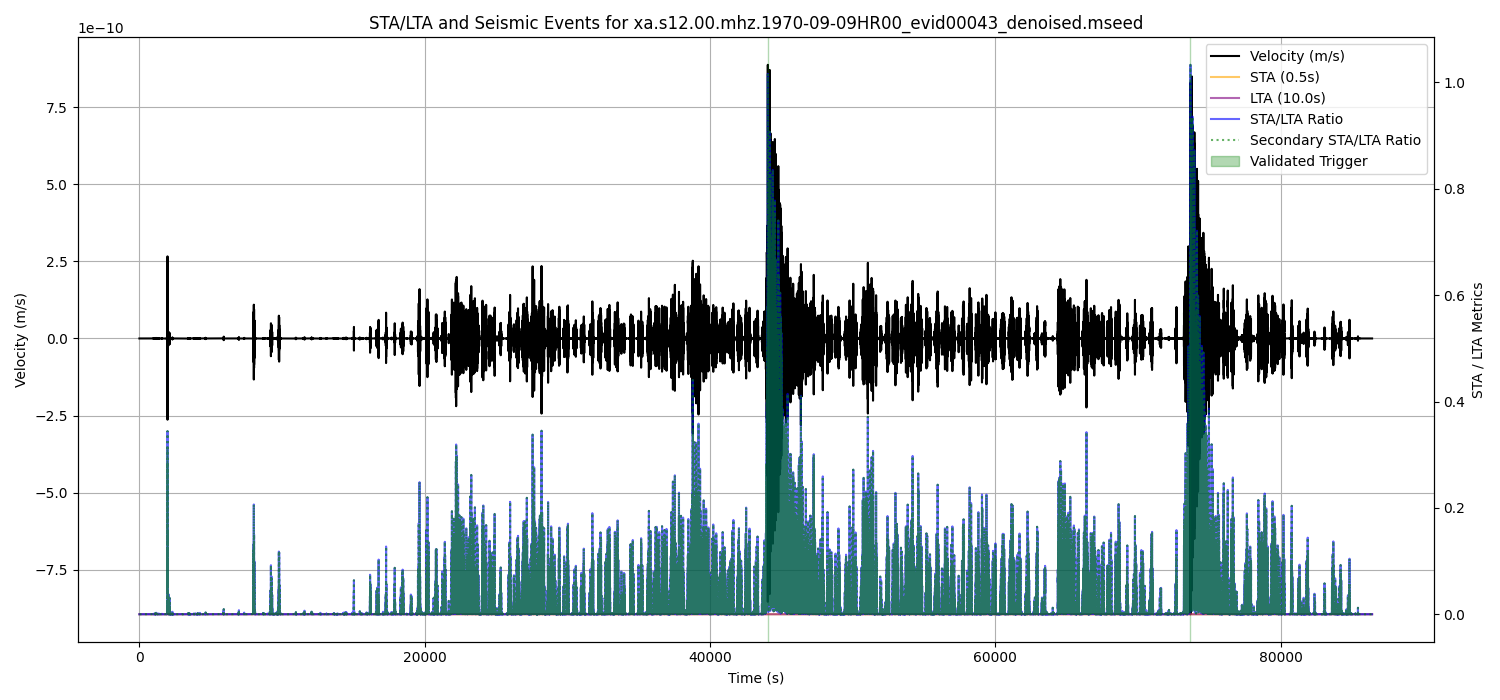 STA/LTA and Seismic Events for xa.s12.00.mhz.1970-09-09HR00_evid00043_denoised.mseed
1e−10
Velocity (m/s)
STA (0.5s)
LTA (10.0s)
STA/LTA Ratio
Secondary STA/LTA Ratio
Validated Trigger
7.5
5.0
2.5
0.0
−2.5
−5.0
−7.5
Velocity (m/s)
1.0
0.8
0.6
0.4
0.2
0.0
STA / LTA Metrics
0
20000
40000
60000
80000
Time (s)